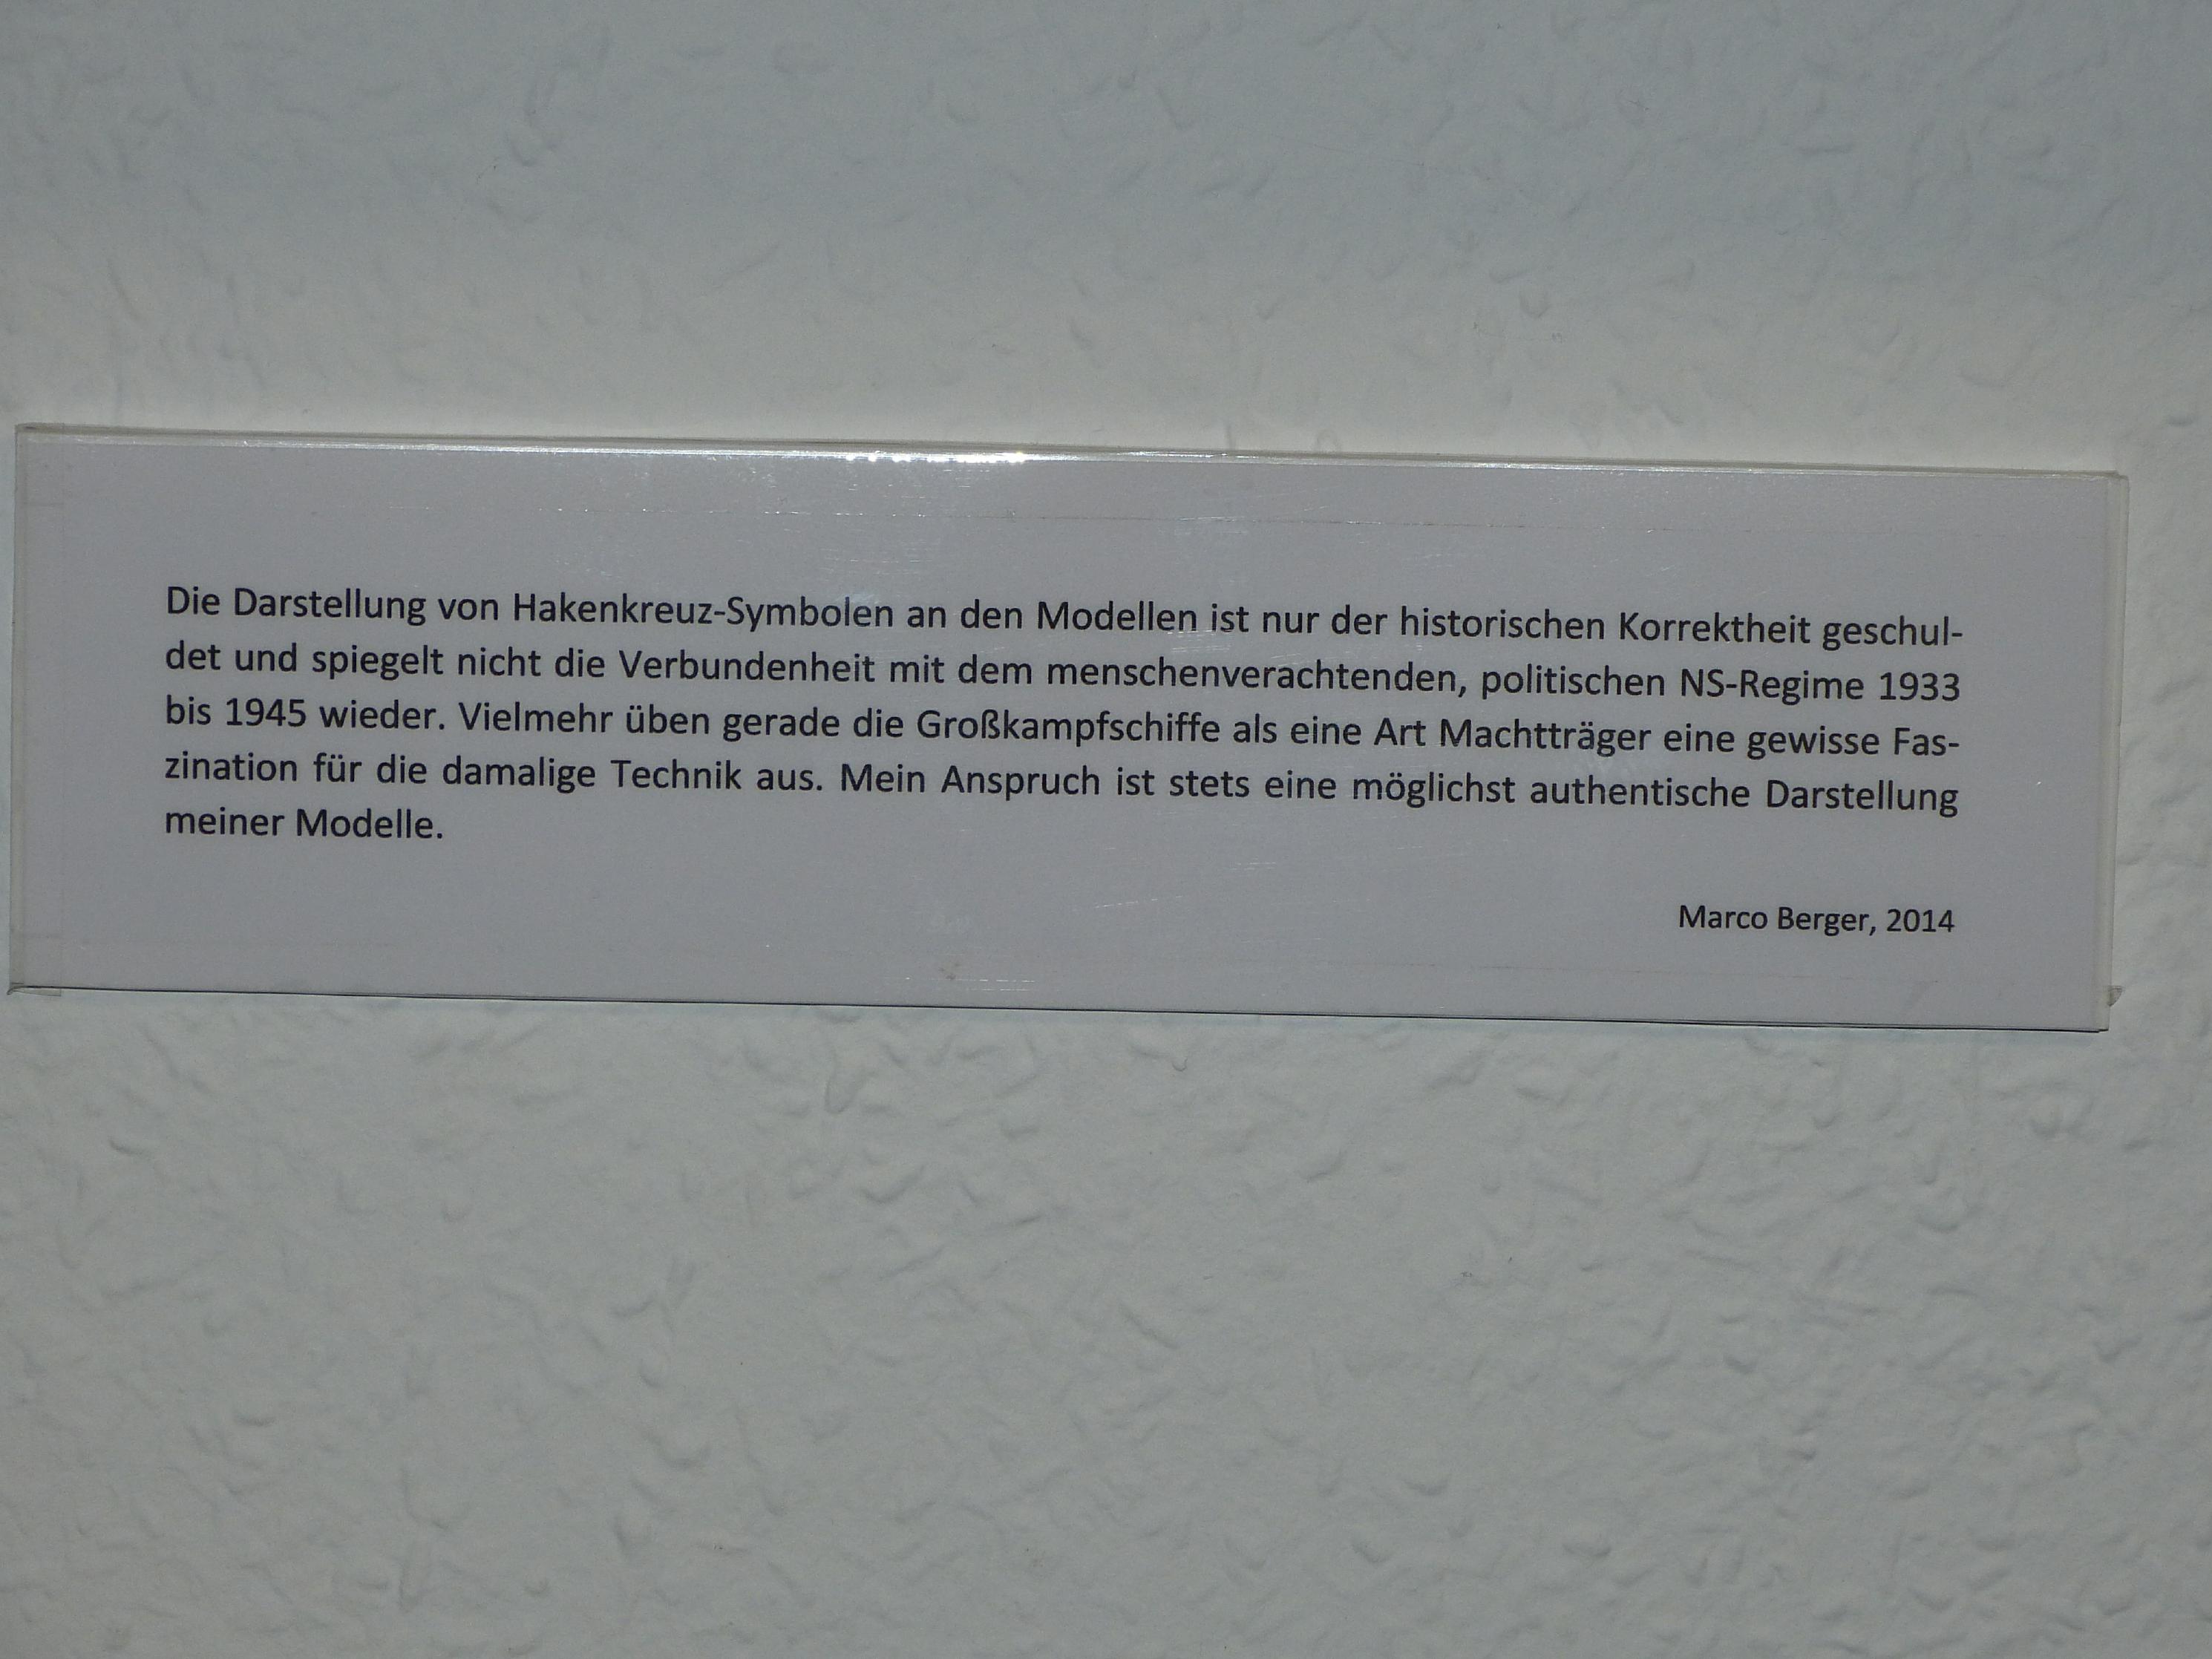 Die Darstellung von Hakenkreuz-Symbolen an den Modellen ist nur der historischen Korrektheit geschul-
det und spiegelt nicht die Verbundenheit mit dem menschenverachtenden, politischen NS-Regime 1933
bis 1945 wieder. Vielmehr üben gerade die Großkampfschiffe als eine Art Machtträger eine gewisse Fas-
zination für die damalige Technik aus. Mein Anspruch ist stets eine möglichst authentische Darstellung
meiner Modelle.
Marco Berger, 2014